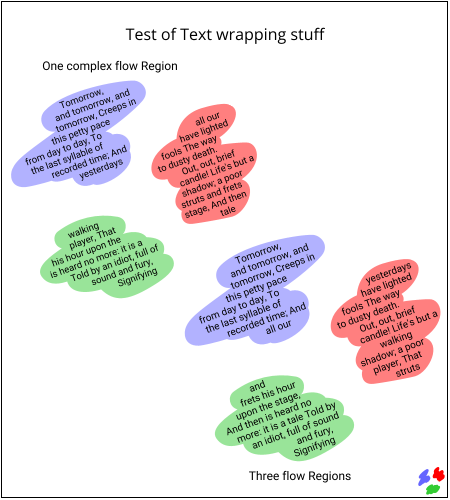 Test of Text wrapping stuff
One complex flow Region
Tomorrow,
and tomorrow, and
tomorrow, Creeps in
this petty pace
from day to day, To
the last syllable of
recorded time; And
yesterdays
all our
have lighted
fools The way
to dusty death.
Out, out, brief
candle! Life's but a
shadow; a poor
struts and frets
stage, And then
tale
walking
player, That
his hour upon the
is heard no more: it is a
Told by an idiot, full of
sound and fury,
Signifying
Tomorrow,
and tomorrow, and
tomorrow, Creeps in
this petty pace
from day to day, To
the last syllable of
recorded time; And
all our
yesterdays
have lighted
fools The way
to dusty death.
Out, out, brief
candle! Life's but a
walking
shadow; a poor
player, That
struts
and
frets his hour
upon the stage,
And then is heard no
more: it is a tale Told by
an idiot, full of sound
and fury,
Signifying
Three flow Regions